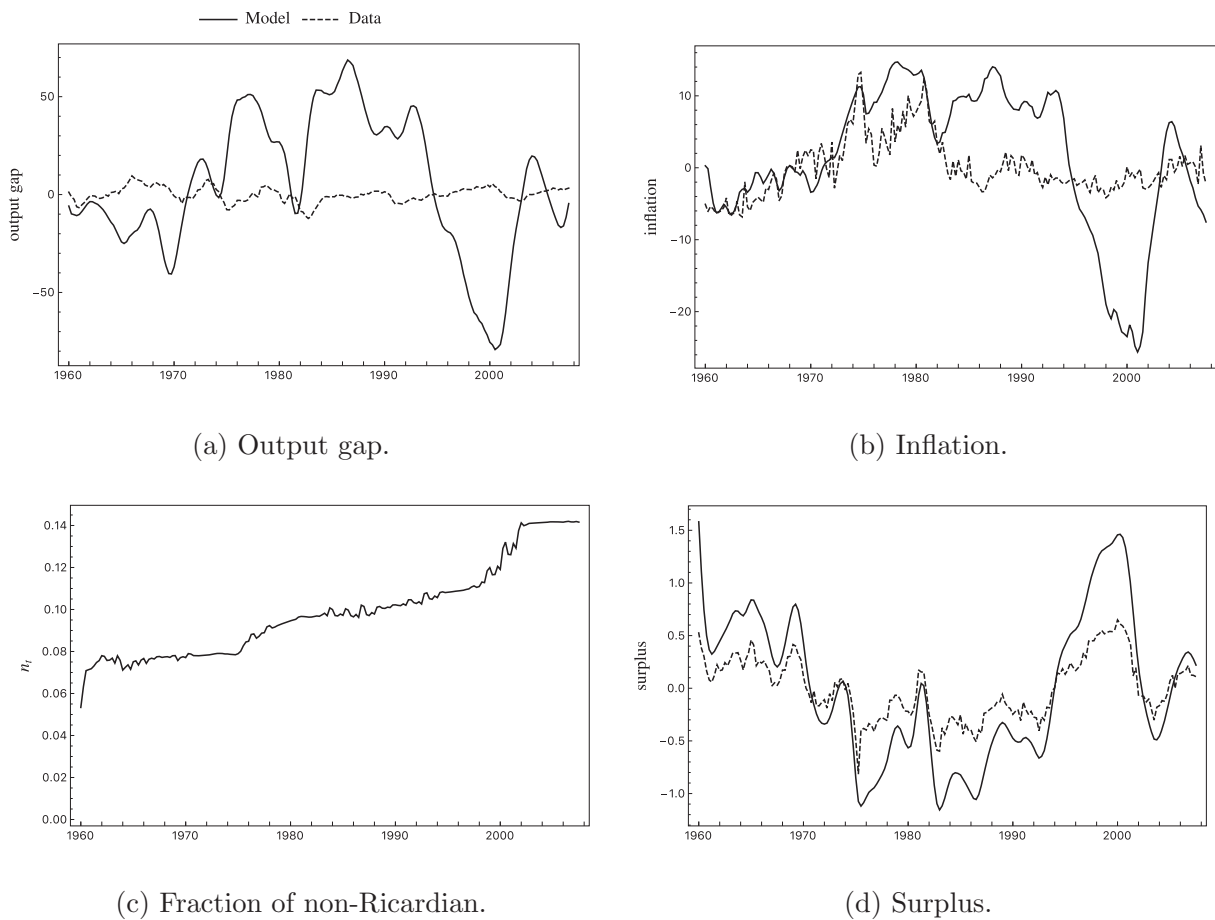 Model Data
output gap
50
0
−50
1960 1970 1980 1990 2000
(a) Output gap.
inflation
10
0
−10
−20
1960 1970 1980 1990 2000
(b) Inflation.
n_t
0.14
0.12
0.10
0.08
0.06
0.04
0.02
0.00
1960 1970 1980 1990 2000
(c) Fraction of non-Ricardian.
surplus
1.5
1.0
0.5
0.0
−0.5
−1.0
1960 1970 1980 1990 2000
(d) Surplus.